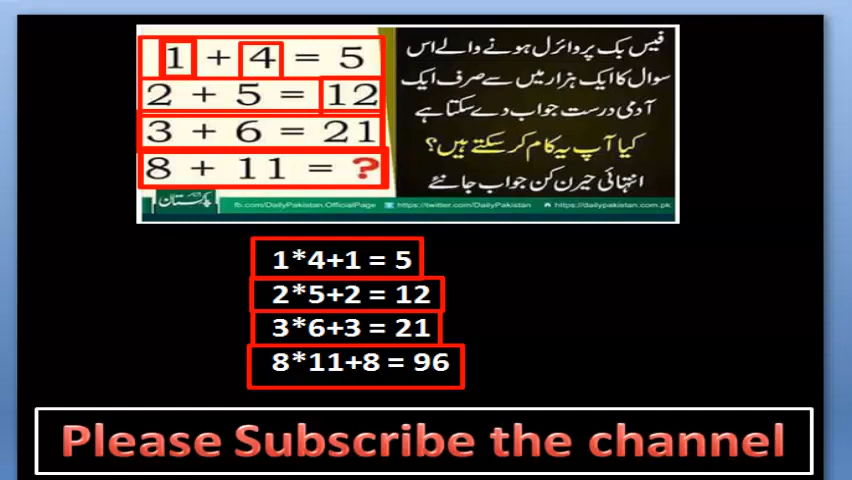 1 + 4 = 5
2 + 5 = 12
3 + 6 = 21
8 + 11 = ?
فیس بک پر وائرل ہونے والے اس
سوال کا ایک ہزار میں سے صرف ایک
آدمی درست جواب دے سکتا ہے
کیا آپ یہ کام کر سکتے ہیں؟
انتہائی حیرن کن جواب جانئے
پاکستان
fb.com/DailyPakistan.OfficialPage
https://twitter.com/DailyPakistan
https://dailypakistan.com.pk
1*4+1 = 5
2*5+2 = 12
3*6+3 = 21
8*11+8 = 96
Please Subscribe the channel